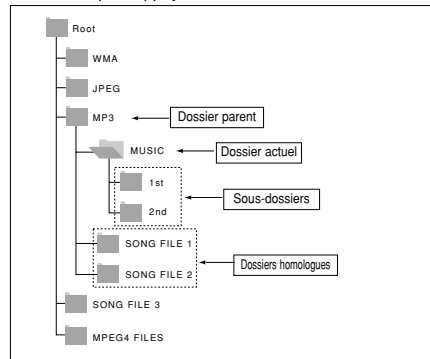 Root
WMA
JPEG
MP3
Dossier parent
MUSIC
Dossier actuel
1st
2nd
Sous-dossiers
SONG FILE 1
SONG FILE 2
Dossiers homologues
SONG FILE 3
MPEG4 FILES